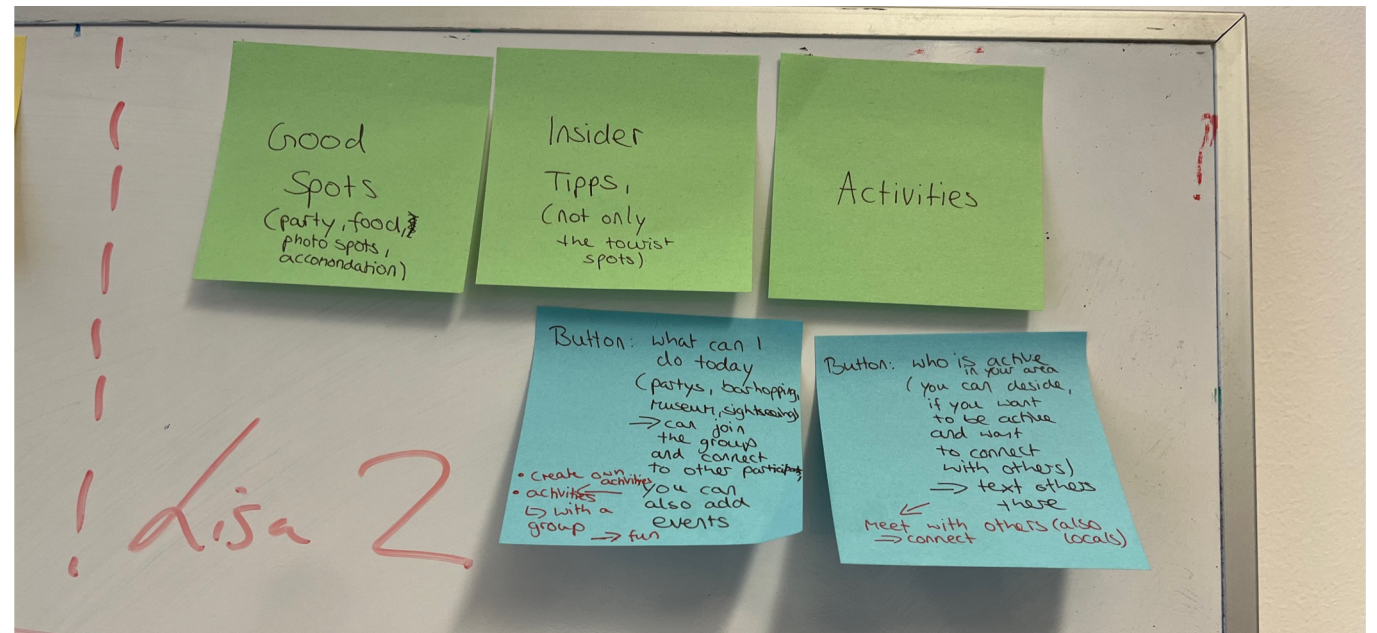 Good
Spots
(party, food,
photo spots,
accomondation)
Insider
Tipps,
(not only
the tourist
spots)
Activities
Button: what can I
do today
(partys, barhopping,
Museum, sightseeing)
⇒ can join
the group
and connect
to other participants,
you can
also add
events
• create own activities
• activities
↳ with a
group → fun
Button: who is active
in your area
(you can deside,
if you want
to be active
and want
to connect
with others)
⇒ text others
there
Meet with others (also
locals)
⇒ connect
Lisa 2